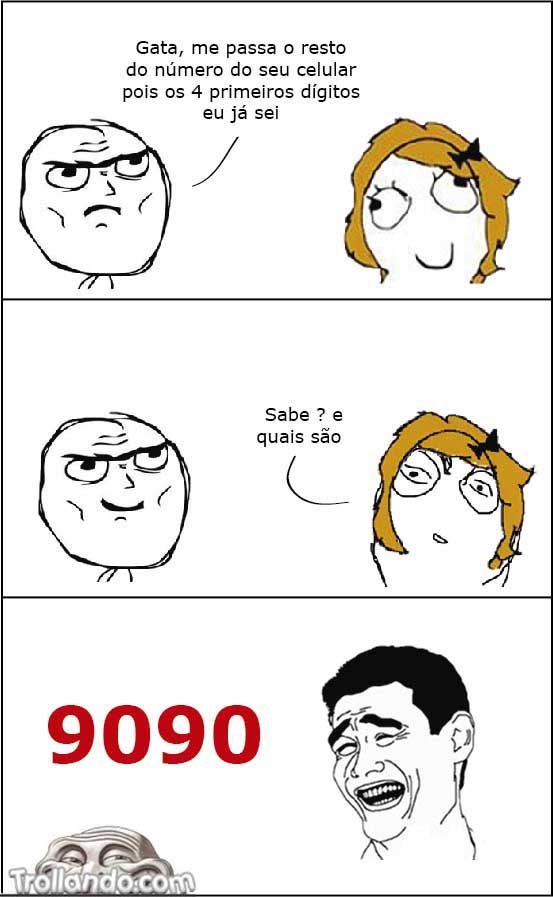 Gata, me passa o resto
do número do seu celular
pois os 4 primeiros dígitos
eu já sei
Sabe ? e
quais são
9090
Trollando.com